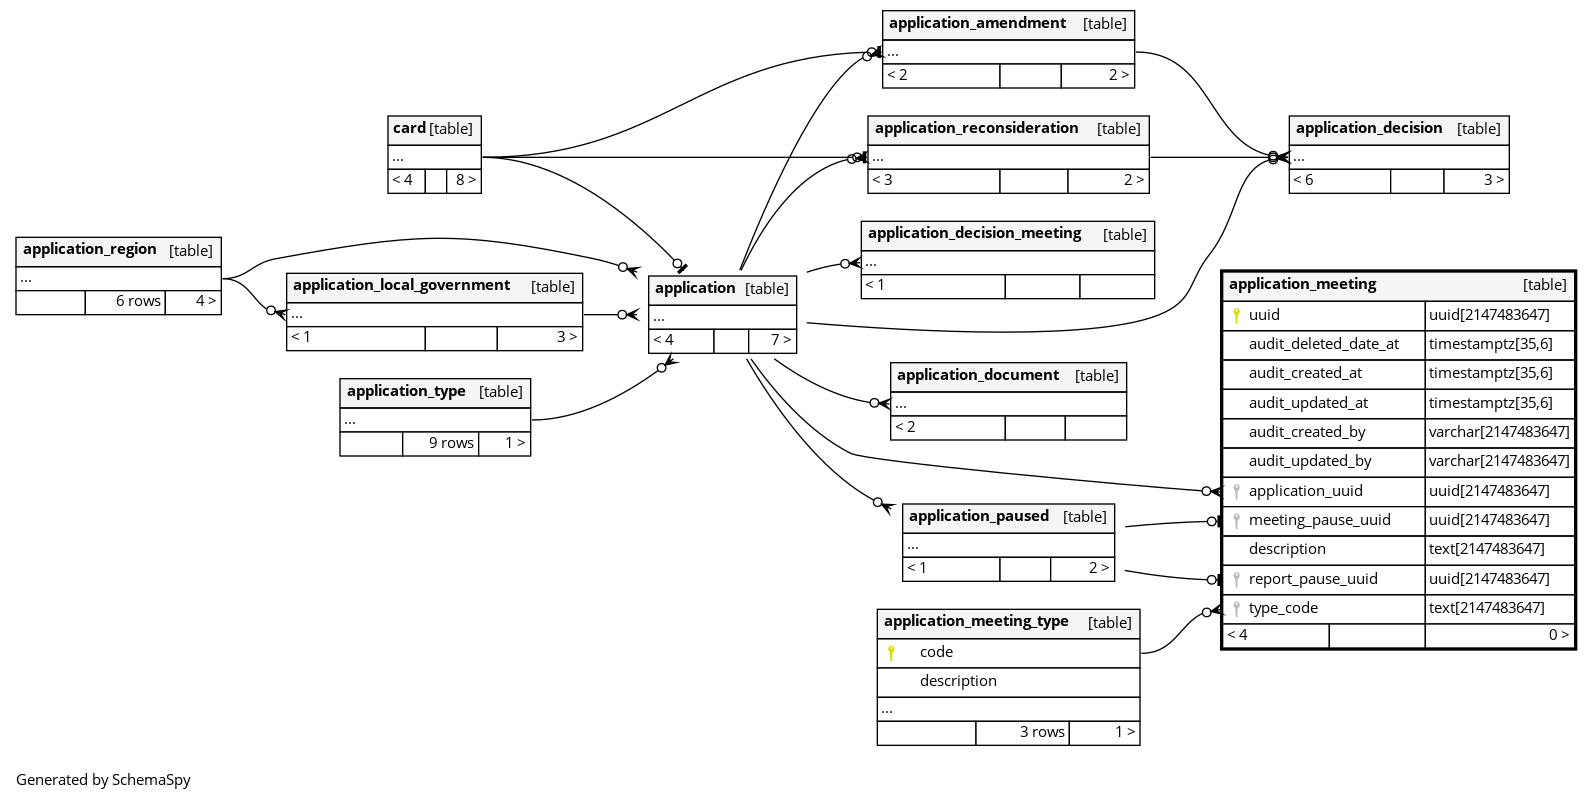 application_amendment [table]
...
< 2 2 >
card [table]
...
< 4 8 >
application_reconsideration [table]
...
< 3 2 >
application_decision [table]
...
< 6 3 >
application_region [table]
...
6 rows 4 >
application_local_government [table]
...
< 1 3 >
application_type [table]
...
9 rows 1 >
application [table]
...
< 4 7 >
application_decision_meeting [table]
...
< 1
application_document [table]
...
< 2
application_paused [table]
...
< 1 2 >
application_meeting_type [table]
code
description
...
3 rows 1 >
application_meeting [table]
uuid uuid[2147483647]
audit_deleted_date_at timestamptz[35,6]
audit_created_at timestamptz[35,6]
audit_updated_at timestamptz[35,6]
audit_created_by varchar[2147483647]
audit_updated_by varchar[2147483647]
application_uuid uuid[2147483647]
meeting_pause_uuid uuid[2147483647]
description text[2147483647]
report_pause_uuid uuid[2147483647]
type_code text[2147483647]
< 4 0 >
Generated by SchemaSpy